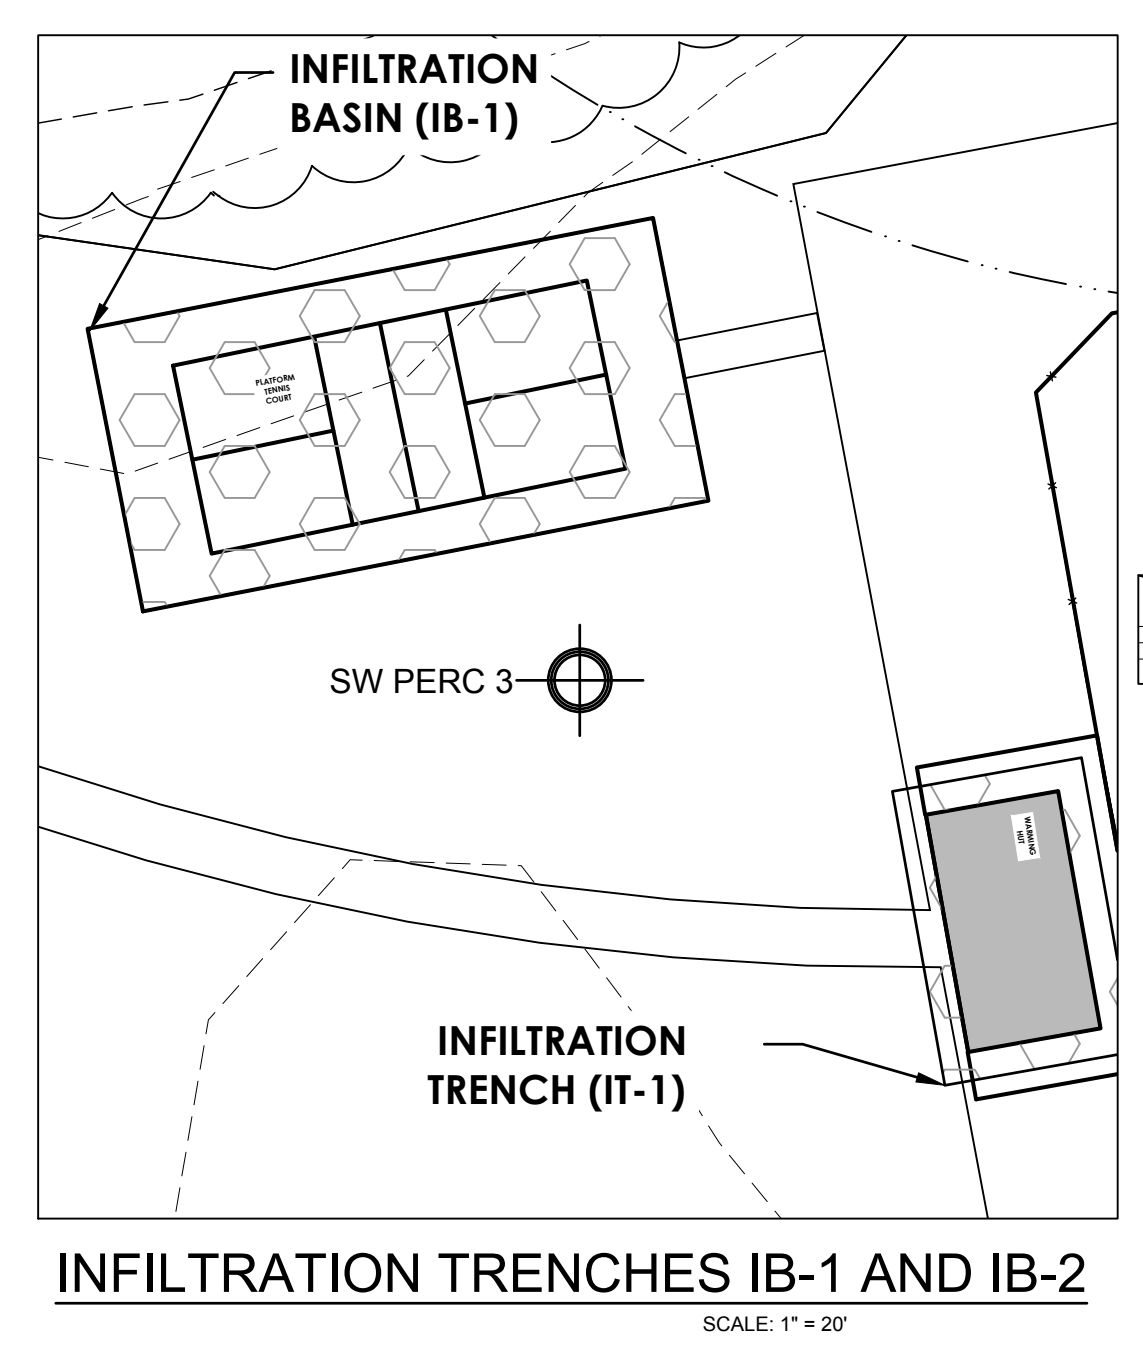 INFILTRATION
BASIN (IB-1)
PLATFORM
TENNIS
COURT
SW PERC 3
WARMING
HUT
INFILTRATION
TRENCH (IT-1)
INFILTRATION TRENCHES IB-1 AND IB-2
SCALE: 1" = 20'